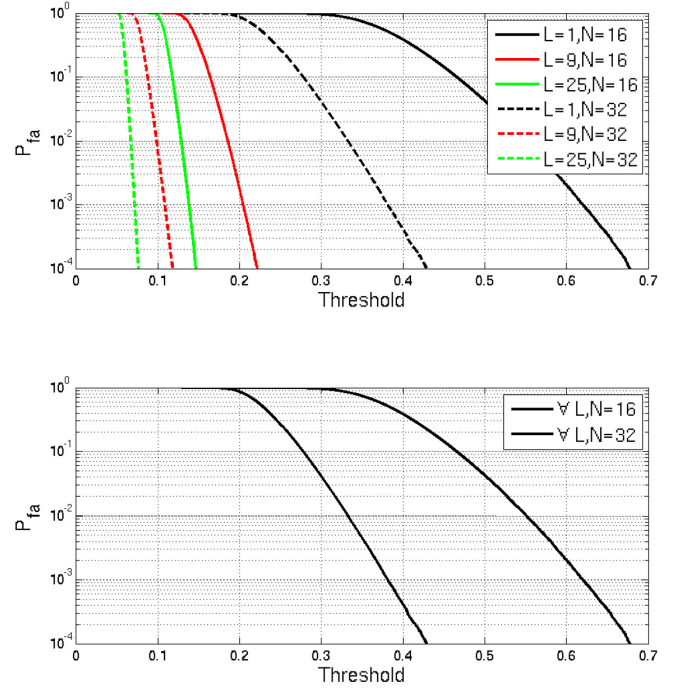 10^0
10^-1
10^-2
10^-3
10^-4
P_fa
0 0.1 0.2 0.3 0.4 0.5 0.6 0.7
Threshold
L=1,N=16
L=9,N=16
L=25,N=16
L=1,N=32
L=9,N=32
L=25,N=32
10^0
10^-1
10^-2
10^-3
10^-4
P_fa
0 0.1 0.2 0.3 0.4 0.5 0.6 0.7
Threshold
∀ L,N=16
∀ L,N=32